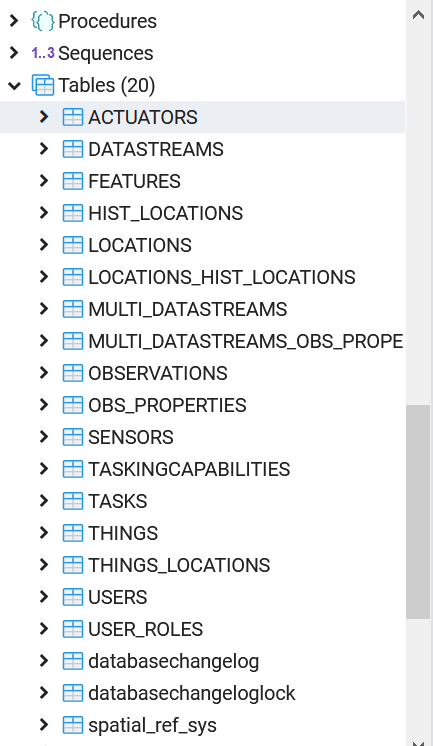 Procedures
1..3 Sequences
Tables (20)
ACTUATORS
DATASTREAMS
FEATURES
HIST_LOCATIONS
LOCATIONS
LOCATIONS_HIST_LOCATIONS
MULTI_DATASTREAMS
MULTI_DATASTREAMS_OBS_PROPE
OBSERVATIONS
OBS_PROPERTIES
SENSORS
TASKINGCAPABILITIES
TASKS
THINGS
THINGS_LOCATIONS
USERS
USER_ROLES
databasechangelog
databasechangeloglock
spatial_ref_sys